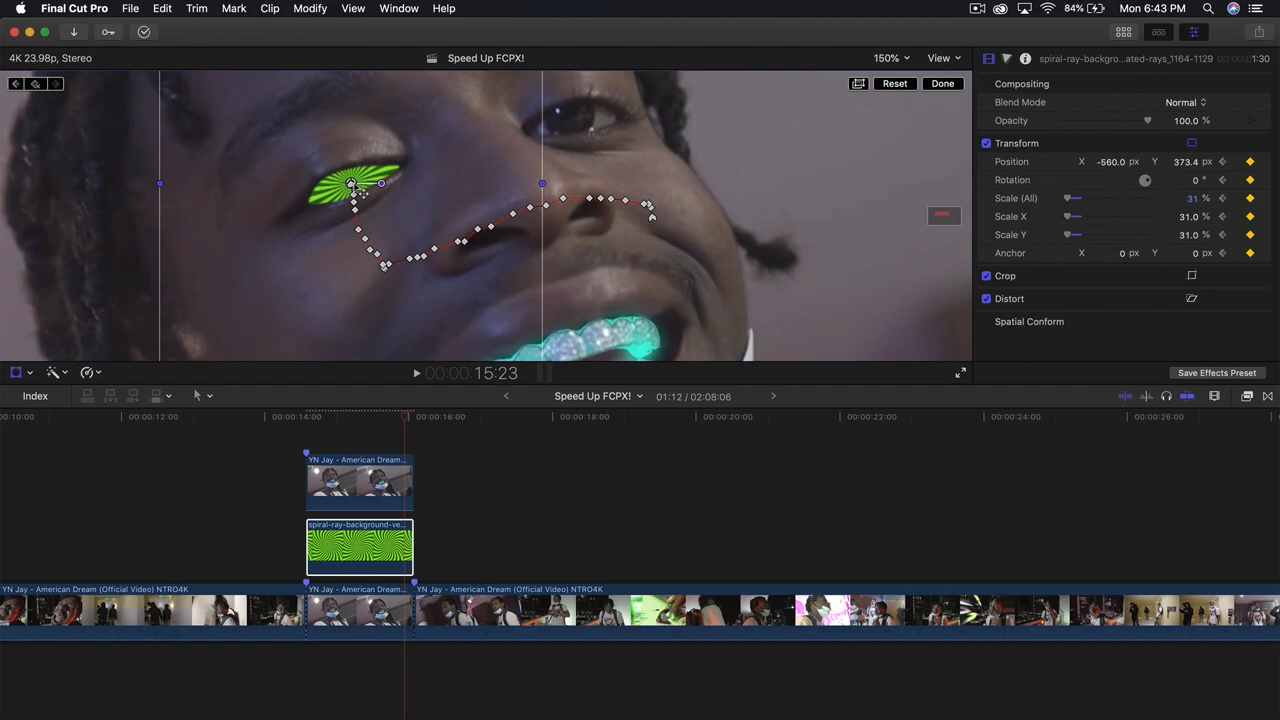 Final Cut Pro File Edit Trim Mark Clip Modify View Window Help 84% Mon 6:43 PM
4K 23.98p, Stereo Speed Up FCPX! 150% View spiral-ray-backgro...ated-rays_1164-1129 00:00:01:30
Reset Done
Compositing
Blend Mode Normal
Opacity 100.0 %
Transform
Position X -560.0 px Y 373.4 px
Rotation 0 °
Scale (All) 31 %
Scale X 31.0 %
Scale Y 31.0 %
Anchor X 0 px Y 0 px
Crop
Distort
Spatial Conform
00:00:15:23 Save Effects Preset
Index Speed Up FCPX! 01:12 / 02:08:06
00:10:00 00:00:12:00 00:00:14:00 00:00:16:00 00:00:18:00 00:00:20:00 00:00:22:00 00:00:24:00 00:00:26:00
YN Jay - American Dream...
spiral-ray-background-ve...
YN Jay - American Dream (Official Video) NTRO4K YN Jay - American Dream... YN Jay - American Dream (Official Video) NTRO4K